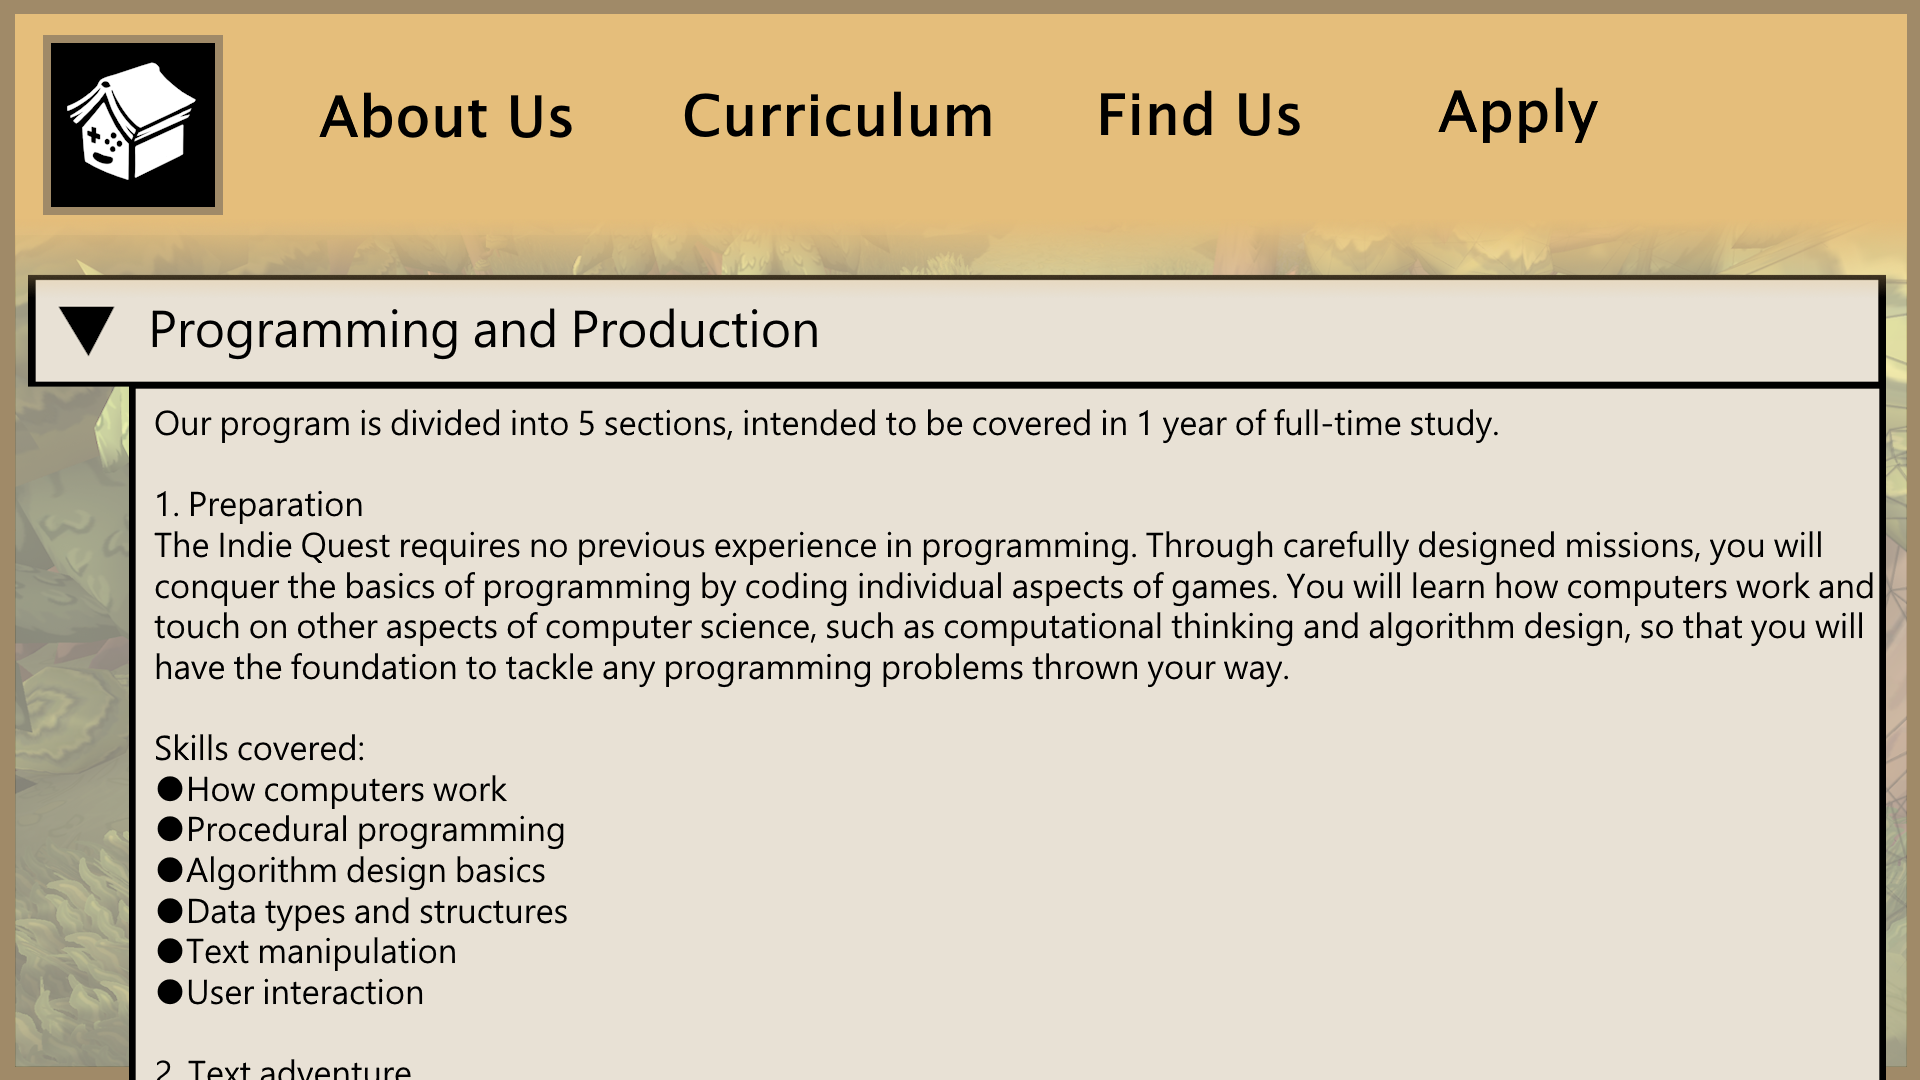 About Us Curriculum Find Us Apply
Programming and Production
Our program is divided into 5 sections, intended to be covered in 1 year of full-time study.
1. Preparation
The Indie Quest requires no previous experience in programming. Through carefully designed missions, you will
conquer the basics of programming by coding individual aspects of games. You will learn how computers work and
touch on other aspects of computer science, such as computational thinking and algorithm design, so that you will
have the foundation to tackle any programming problems thrown your way.
Skills covered:
●How computers work
●Procedural programming
●Algorithm design basics
●Data types and structures
●Text manipulation
●User interaction
2. Text adventure